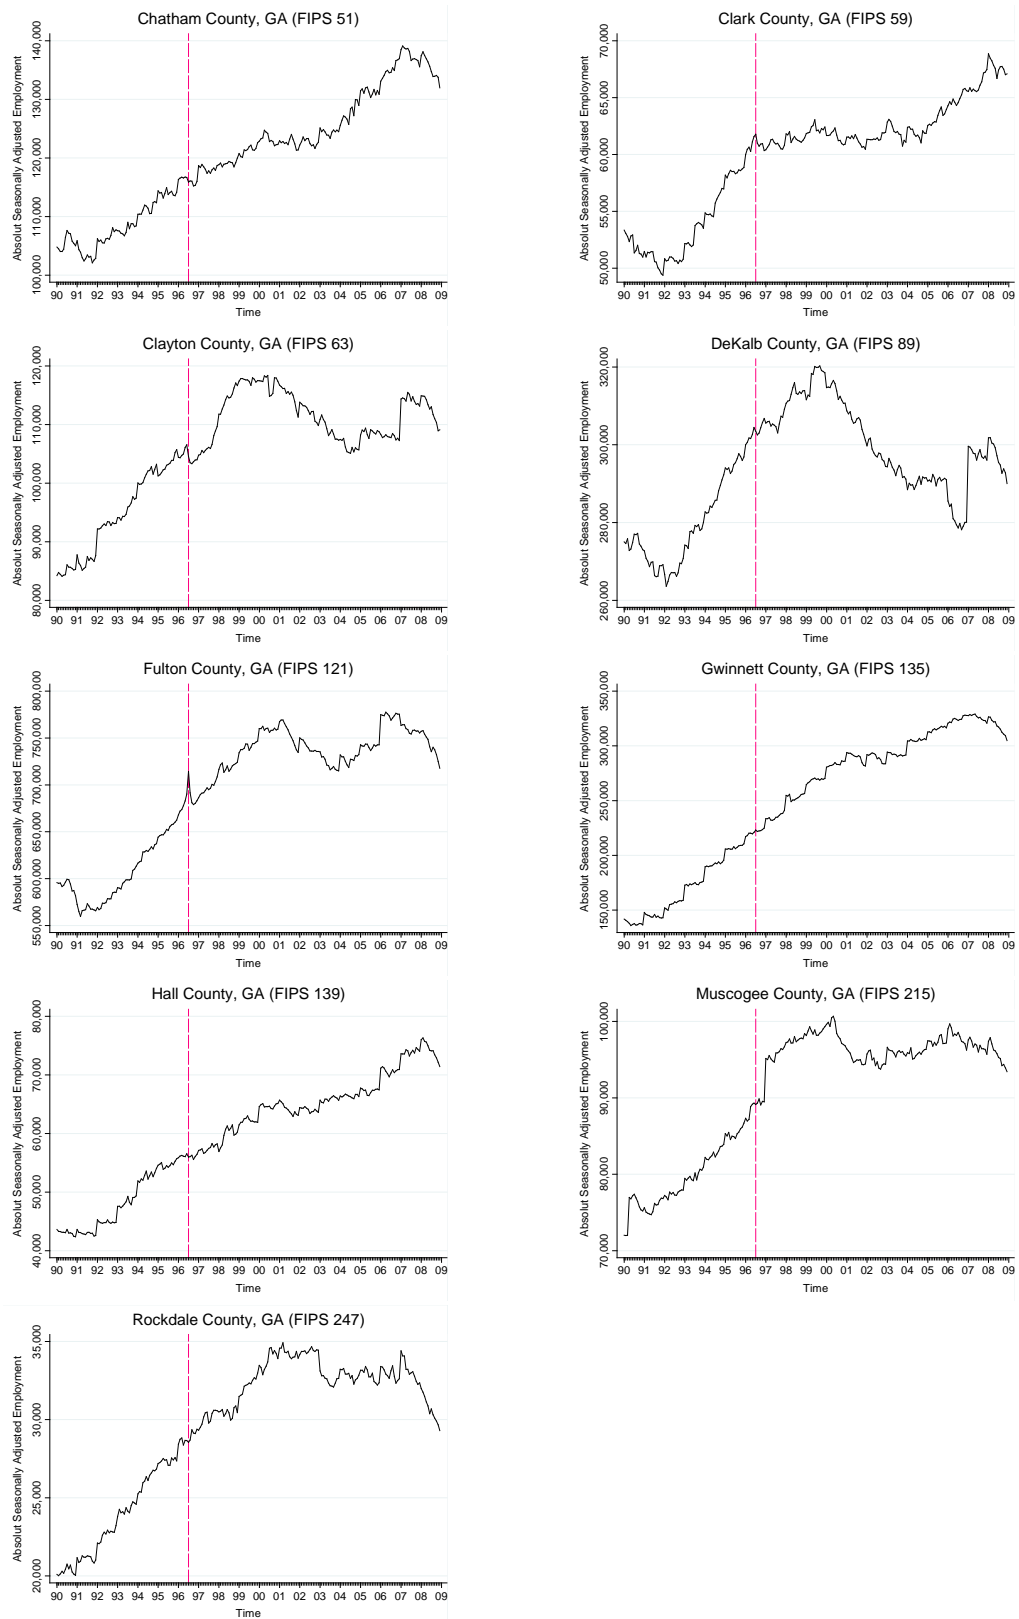 Chatham County, GA (FIPS 51)
Absolut Seasonally Adjusted Employment
140,000
130,000
120,000
110,000
100,000
90 91 92 93 94 95 96 97 98 99 00 01 02 03 04 05 06 07 08 09
Time
Clark County, GA (FIPS 59)
Absolut Seasonally Adjusted Employment
70,000
65,000
60,000
55,000
50,000
90 91 92 93 94 95 96 97 98 99 00 01 02 03 04 05 06 07 08 09
Time
Clayton County, GA (FIPS 63)
Absolut Seasonally Adjusted Employment
120,000
110,000
100,000
90,000
80,000
90 91 92 93 94 95 96 97 98 99 00 01 02 03 04 05 06 07 08 09
Time
DeKalb County, GA (FIPS 89)
Absolut Seasonally Adjusted Employment
320,000
300,000
280,000
260,000
90 91 92 93 94 95 96 97 98 99 00 01 02 03 04 05 06 07 08 09
Time
Fulton County, GA (FIPS 121)
Absolut Seasonally Adjusted Employment
800,000
750,000
700,000
650,000
600,000
550,000
90 91 92 93 94 95 96 97 98 99 00 01 02 03 04 05 06 07 08 09
Time
Gwinnett County, GA (FIPS 135)
Absolut Seasonally Adjusted Employment
350,000
300,000
250,000
200,000
150,000
90 91 92 93 94 95 96 97 98 99 00 01 02 03 04 05 06 07 08 09
Time
Hall County, GA (FIPS 139)
Absolut Seasonally Adjusted Employment
80,000
70,000
60,000
50,000
40,000
90 91 92 93 94 95 96 97 98 99 00 01 02 03 04 05 06 07 08 09
Time
Muscogee County, GA (FIPS 215)
Absolut Seasonally Adjusted Employment
100,000
90,000
80,000
70,000
90 91 92 93 94 95 96 97 98 99 00 01 02 03 04 05 06 07 08 09
Time
Rockdale County, GA (FIPS 247)
Absolut Seasonally Adjusted Employment
35,000
30,000
25,000
20,000
90 91 92 93 94 95 96 97 98 99 00 01 02 03 04 05 06 07 08 09
Time